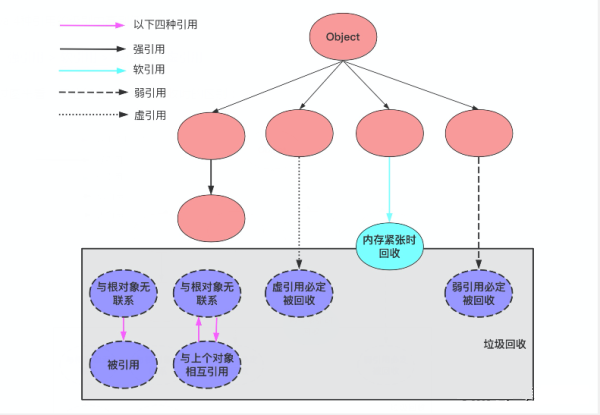 以下四种引用
强引用
软引用
弱引用
虚引用
Object
内存紧张时
回收
与根对象无
联系
与根对象无
联系
虚引用必定
被回收
弱引用必定
被回收
被引用
与上个对象
相互引用
垃圾回收